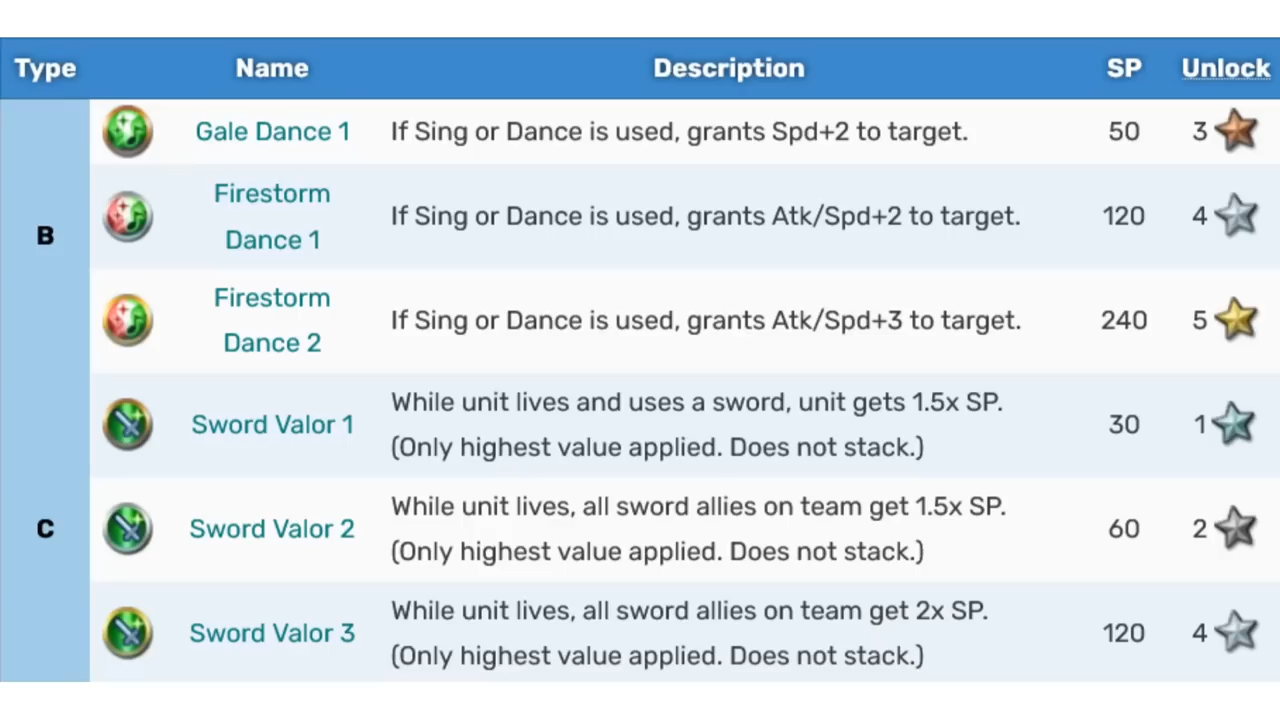 Type Name Description SP Unlock
B
Gale Dance 1 If Sing or Dance is used, grants Spd+2 to target. 50 3
Firestorm
Dance 1 If Sing or Dance is used, grants Atk/Spd+2 to target. 120 4
Firestorm
Dance 2 If Sing or Dance is used, grants Atk/Spd+3 to target. 240 5
C
Sword Valor 1 While unit lives and uses a sword, unit gets 1.5x SP.
(Only highest value applied. Does not stack.) 30 1
Sword Valor 2 While unit lives, all sword allies on team get 1.5x SP.
(Only highest value applied. Does not stack.) 60 2
Sword Valor 3 While unit lives, all sword allies on team get 2x SP.
(Only highest value applied. Does not stack.) 120 4